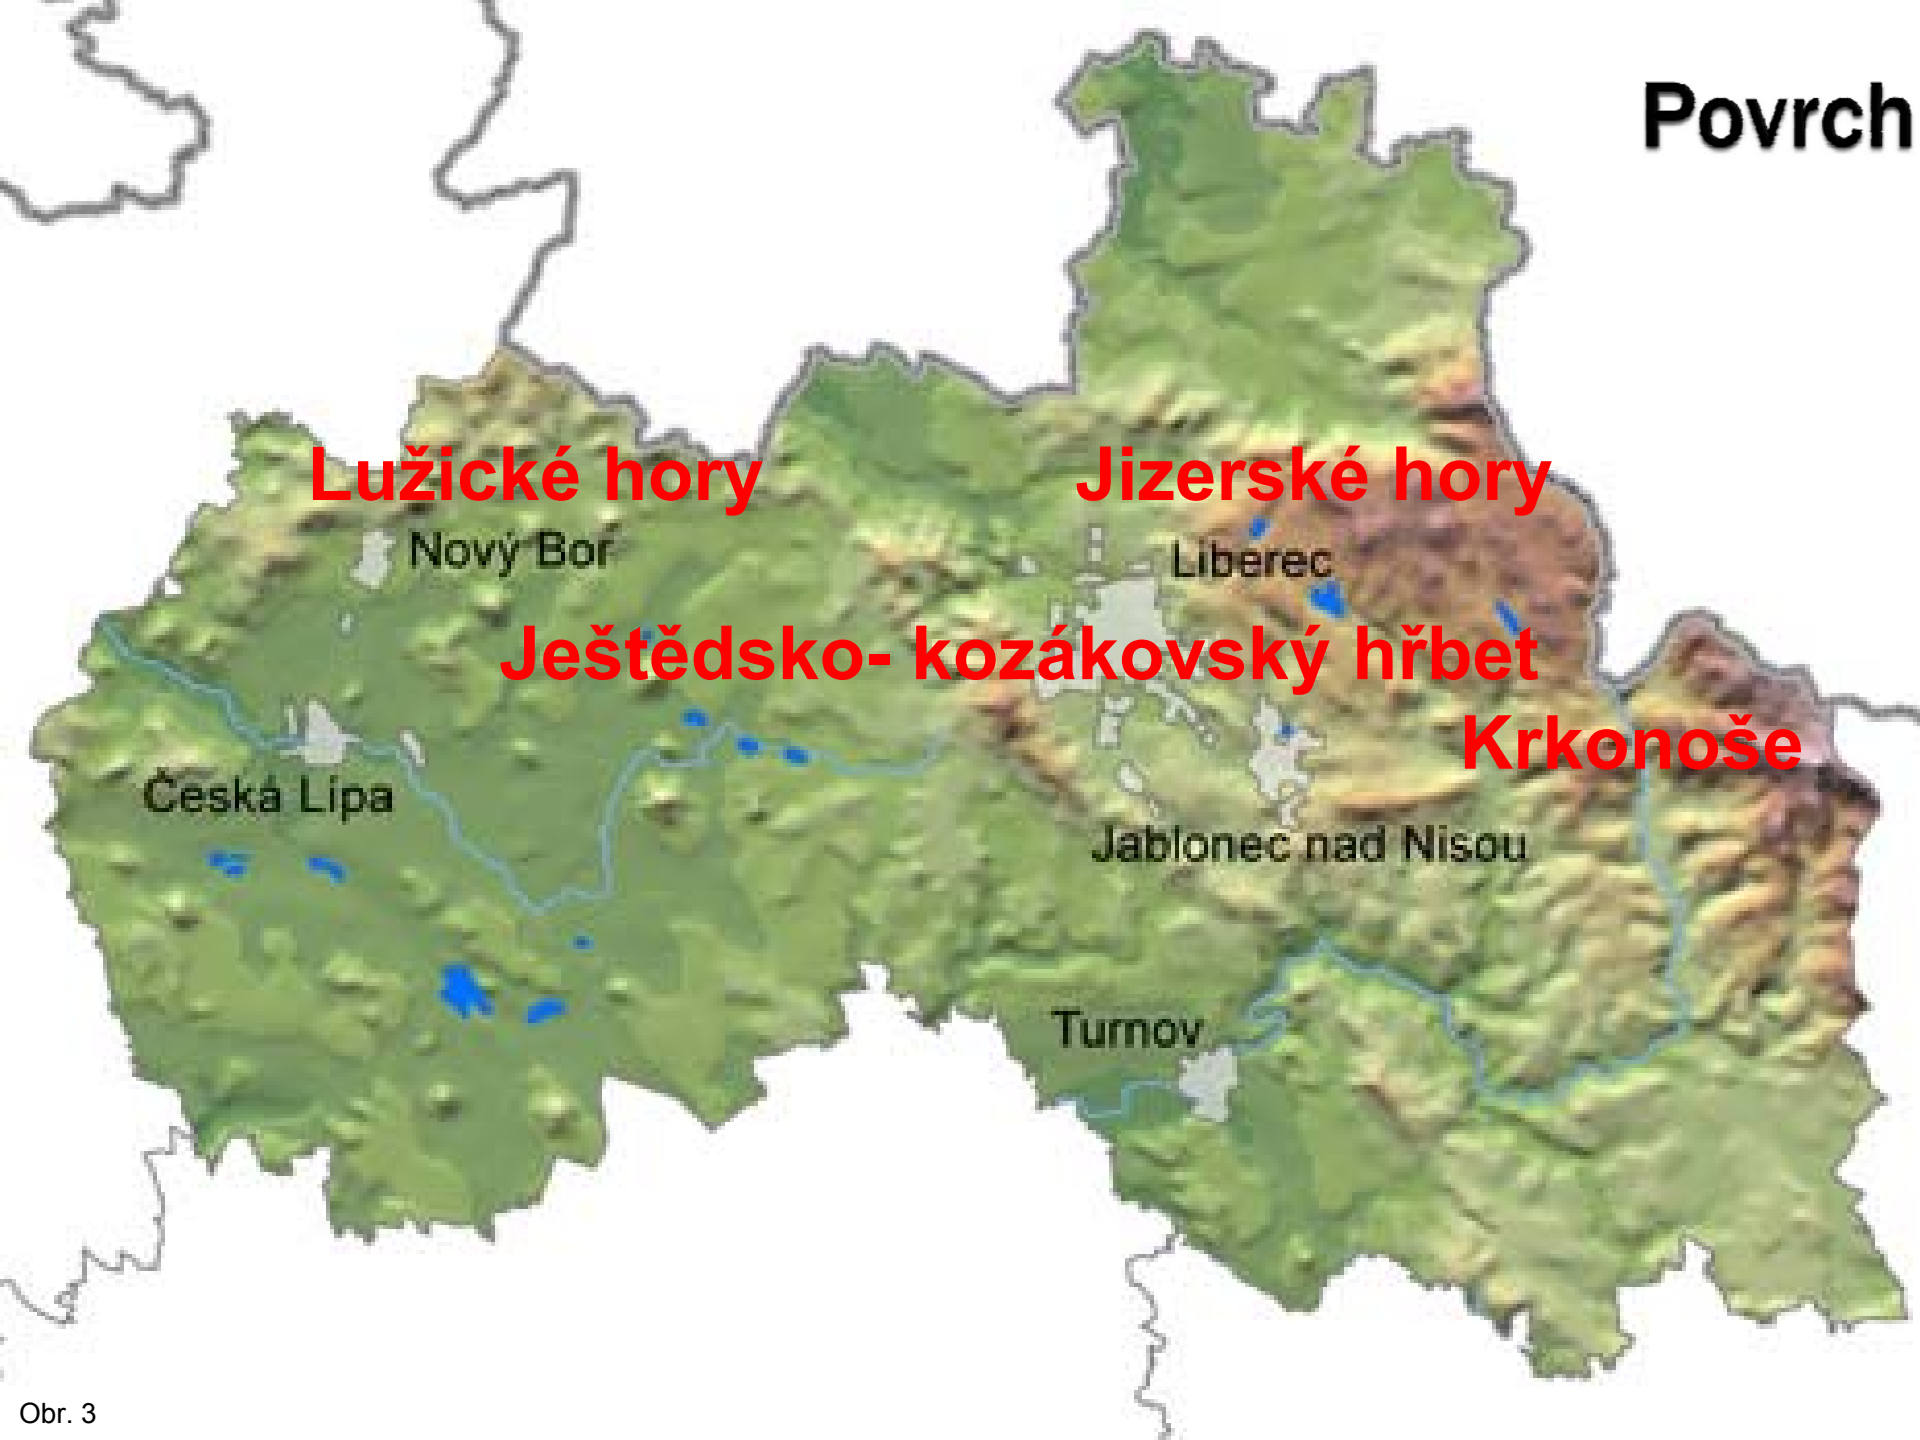 Povrch
Lužické hory
Jizerské hory
Nový Bor
Liberec
Ještědsko- kozákovský hřbet
Krkonoše
Česká Lípa
Jablonec nad Nisou
Turnov
Obr. 3